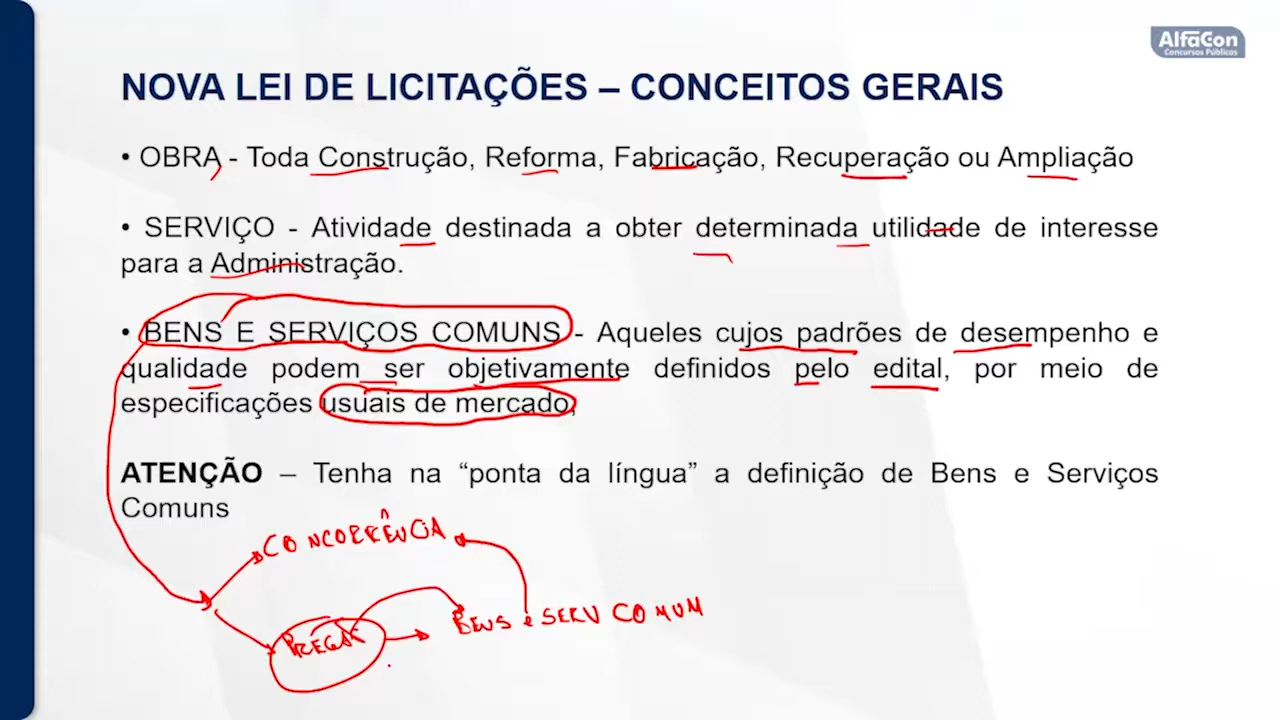 AlfaCon
Concursos Públicos
NOVA LEI DE LICITAÇÕES – CONCEITOS GERAIS
• OBRA - Toda Construção, Reforma, Fabricação, Recuperação ou Ampliação
• SERVIÇO - Atividade destinada a obter determinada utilidade de interesse
para a Administração.
• BENS E SERVIÇOS COMUNS - Aqueles cujos padrões de desempenho e
qualidade podem ser objetivamente definidos pelo edital, por meio de
especificações usuais de mercado;
ATENÇÃO – Tenha na “ponta da língua” a definição de Bens e Serviços
Comuns
CONCORRÊNCIA
BENS e SERV COMUM
PREGÃO